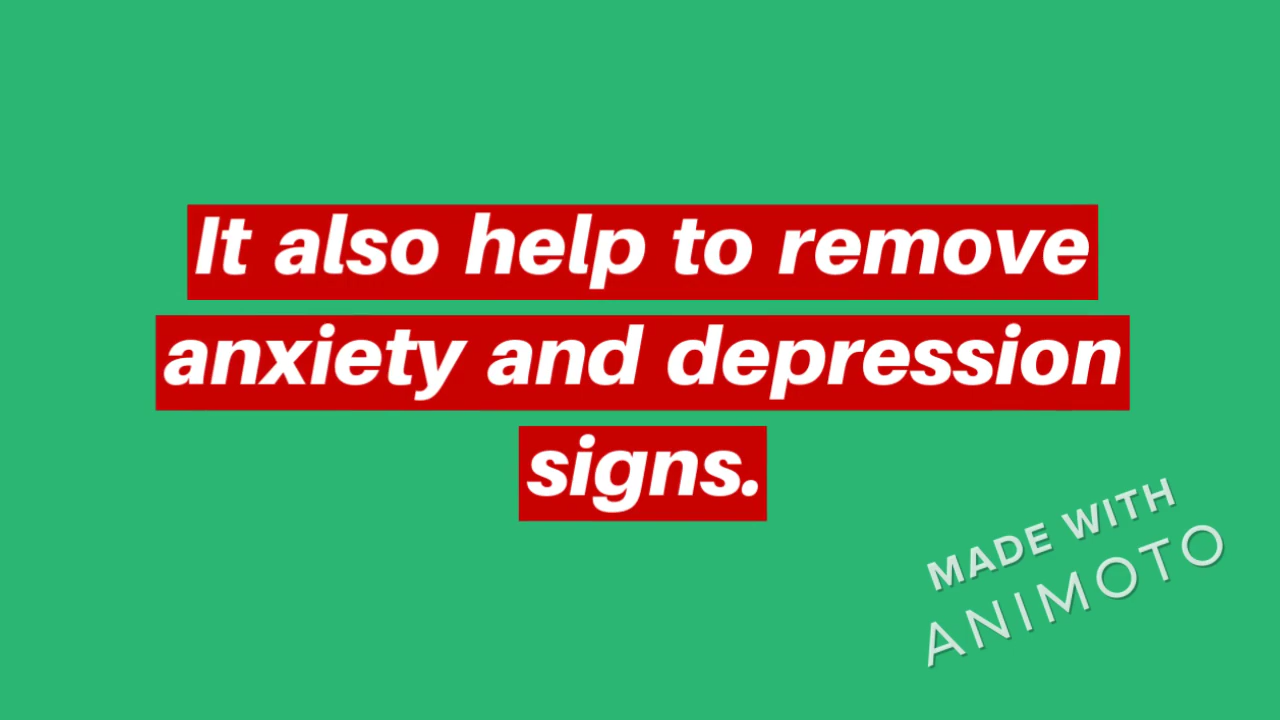 It also help to remove
anxiety and depression
signs.
MADE WITH
ANIMOTO